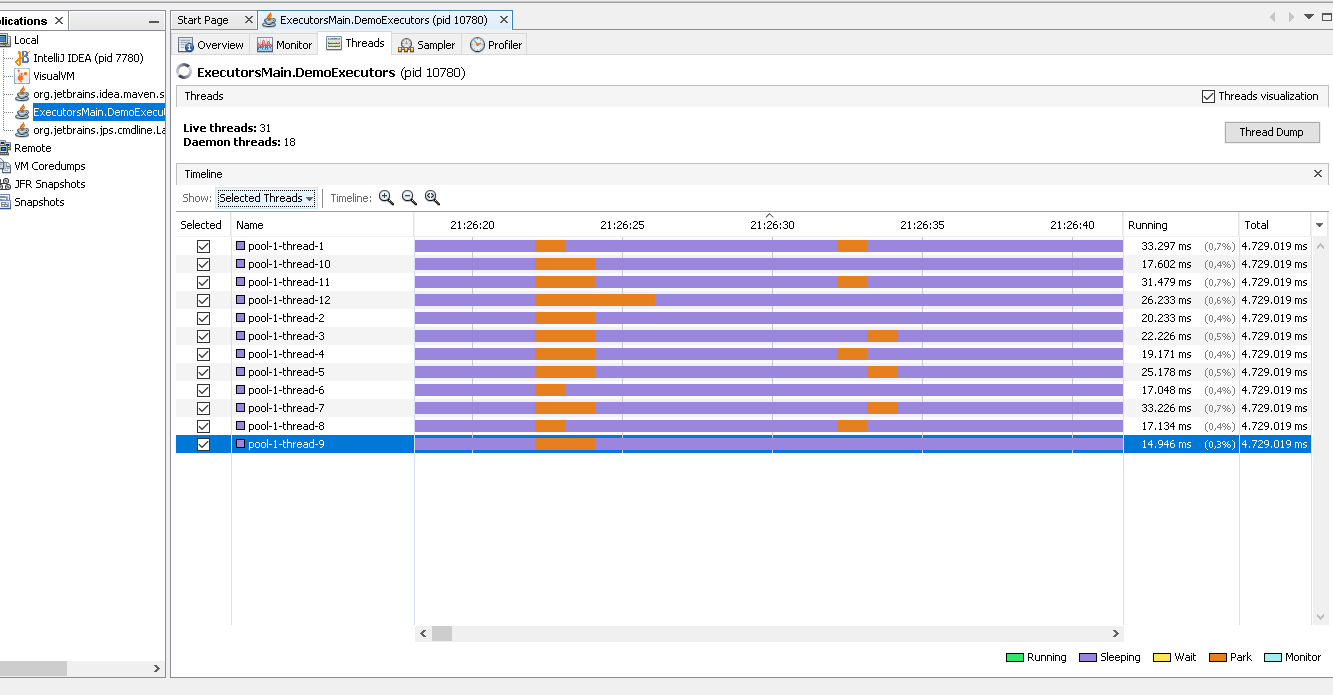 plications
Local
IntelliJ IDEA (pid 7780)
VisualVM
org.jetbrains.idea.maven.s
ExecutorsMain.DemoExecut
org.jetbrains.jps.cmdline.La
Remote
VM Coredumps
JFR Snapshots
Snapshots
Start Page ExecutorsMain.DemoExecutors (pid 10780)
Overview Monitor Threads Sampler Profiler
ExecutorsMain.DemoExecutors (pid 10780)
Threads Threads visualization
Live threads: 31
Daemon threads: 18
Thread Dump
Timeline
Show: Selected Threads Timeline:
Selected Name 21:26:20 21:26:25 21:26:30 21:26:35 21:26:40 Running Total
pool-1-thread-1 33.297 ms (0,7%) 4.729.019 ms
pool-1-thread-10 17.602 ms (0,4%) 4.729.019 ms
pool-1-thread-11 31.479 ms (0,7%) 4.729.019 ms
pool-1-thread-12 26.233 ms (0,6%) 4.729.019 ms
pool-1-thread-2 20.233 ms (0,4%) 4.729.019 ms
pool-1-thread-3 22.226 ms (0,5%) 4.729.019 ms
pool-1-thread-4 19.171 ms (0,4%) 4.729.019 ms
pool-1-thread-5 25.178 ms (0,5%) 4.729.019 ms
pool-1-thread-6 17.048 ms (0,4%) 4.729.019 ms
pool-1-thread-7 33.226 ms (0,7%) 4.729.019 ms
pool-1-thread-8 17.134 ms (0,4%) 4.729.019 ms
pool-1-thread-9 14.946 ms (0,3%) 4.729.019 ms
Running Sleeping Wait Park Monitor